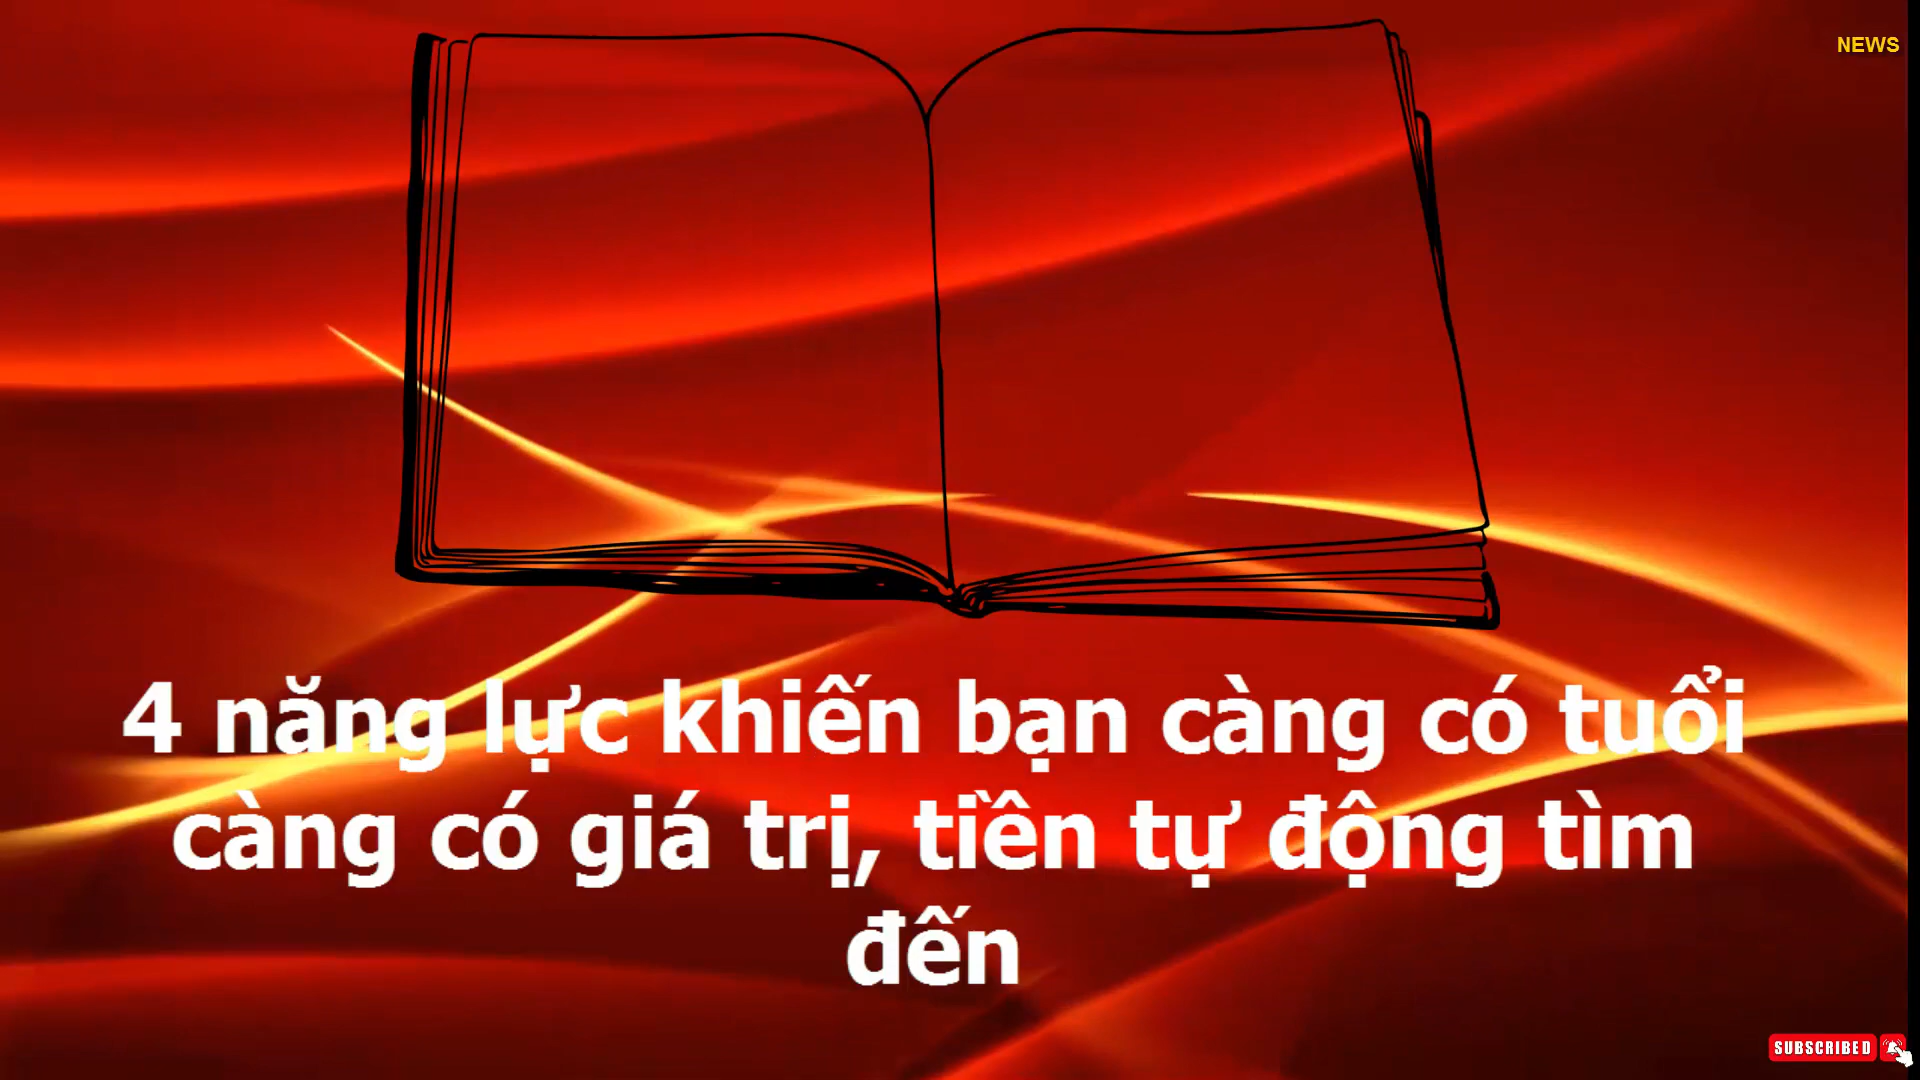 NEWS
4 năng lực khiến bạn càng có tuổi
càng có giá trị, tiền tự động tìm
đến
SUBSCRIBED